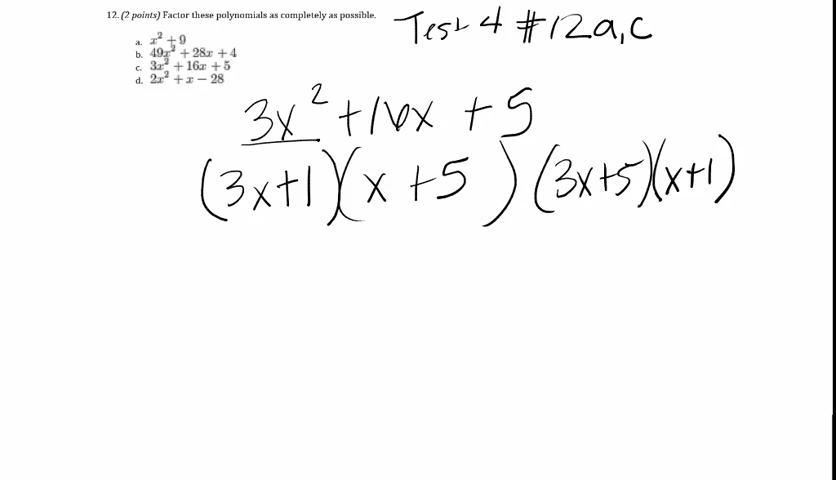 12. (2 points) Factor these polynomials as completely as possible.
Test 4 #12a,c
a. x² + 9
b. 49x² + 28x + 4
c. 3x² + 16x + 5
d. 2x² + x − 28
3x² + 16x + 5
(3x+1)(x +5) (3x+5)(x+1)